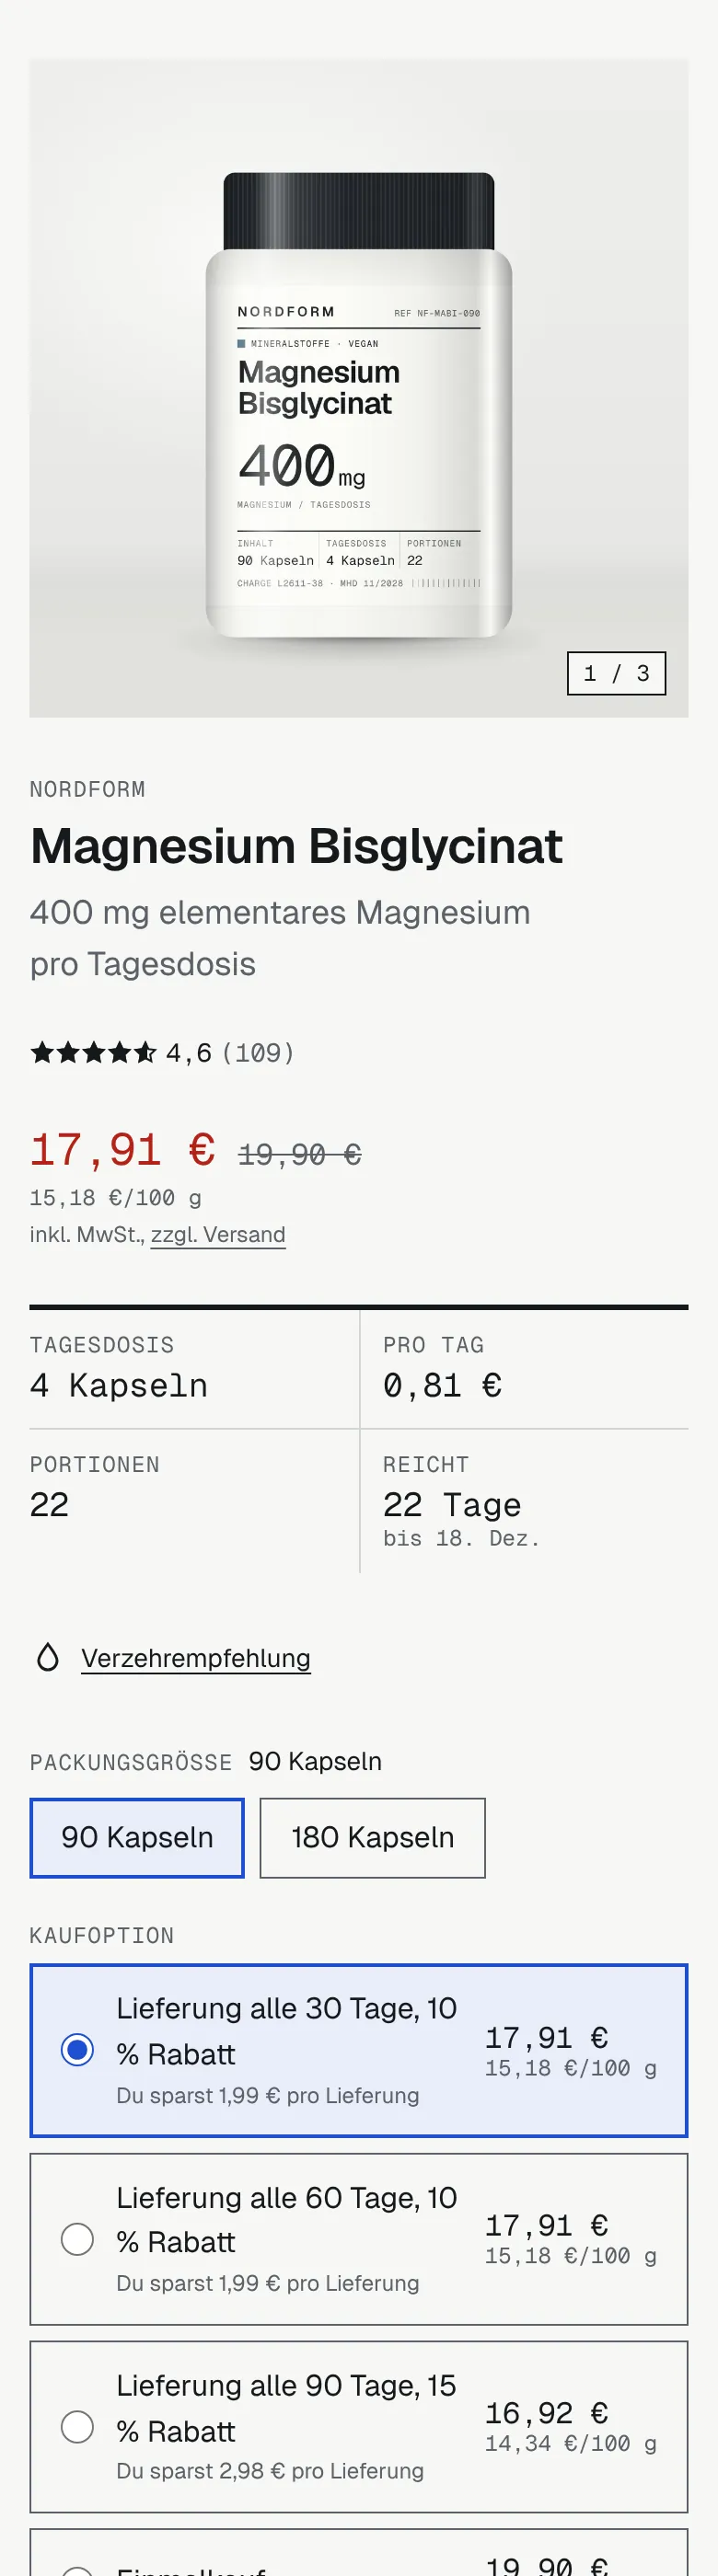 NORDFORM
REF NF-MABI-090
MINERALSTOFFE · VEGAN
Magnesium
Bisglycinat
400 mg
MAGNESIUM / TAGESDOSIS
INHALT TAGESDOSIS PORTIONEN
90 Kapseln 4 Kapseln 22
CHARGE L2611-38 · MHD 11/2028
1 / 3
NORDFORM
Magnesium Bisglycinat
400 mg elementares Magnesium
pro Tagesdosis
4,6 (109)
17,91 € 19,90 €
15,18 €/100 g
inkl. MwSt., zzgl. Versand
TAGESDOSIS
4 Kapseln
PRO TAG
0,81 €
PORTIONEN
22
REICHT
22 Tage
bis 18. Dez.
Verzehrempfehlung
PACKUNGSGRÖSSE 90 Kapseln
90 Kapseln
180 Kapseln
KAUFOPTION
Lieferung alle 30 Tage, 10
% Rabatt
Du sparst 1,99 € pro Lieferung
17,91 €
15,18 €/100 g
Lieferung alle 60 Tage, 10
% Rabatt
Du sparst 1,99 € pro Lieferung
17,91 €
15,18 €/100 g
Lieferung alle 90 Tage, 15
% Rabatt
Du sparst 2,98 € pro Lieferung
16,92 €
14,34 €/100 g
Einmalkauf
19,90 €